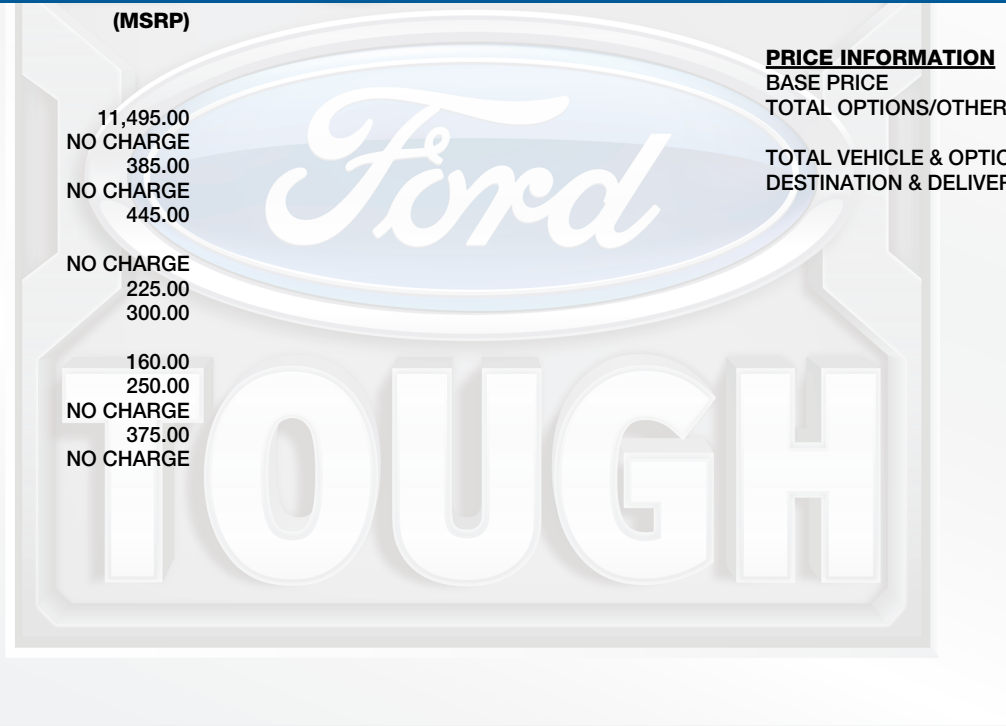 (MSRP)
11,495.00
NO CHARGE
385.00
NO CHARGE
445.00
NO CHARGE
225.00
300.00
160.00
250.00
NO CHARGE
375.00
NO CHARGE
PRICE INFORMATION
BASE PRICE
TOTAL OPTIONS/OTHER
TOTAL VEHICLE & OPTIO
DESTINATION & DELIVER
Ford
TOUGH